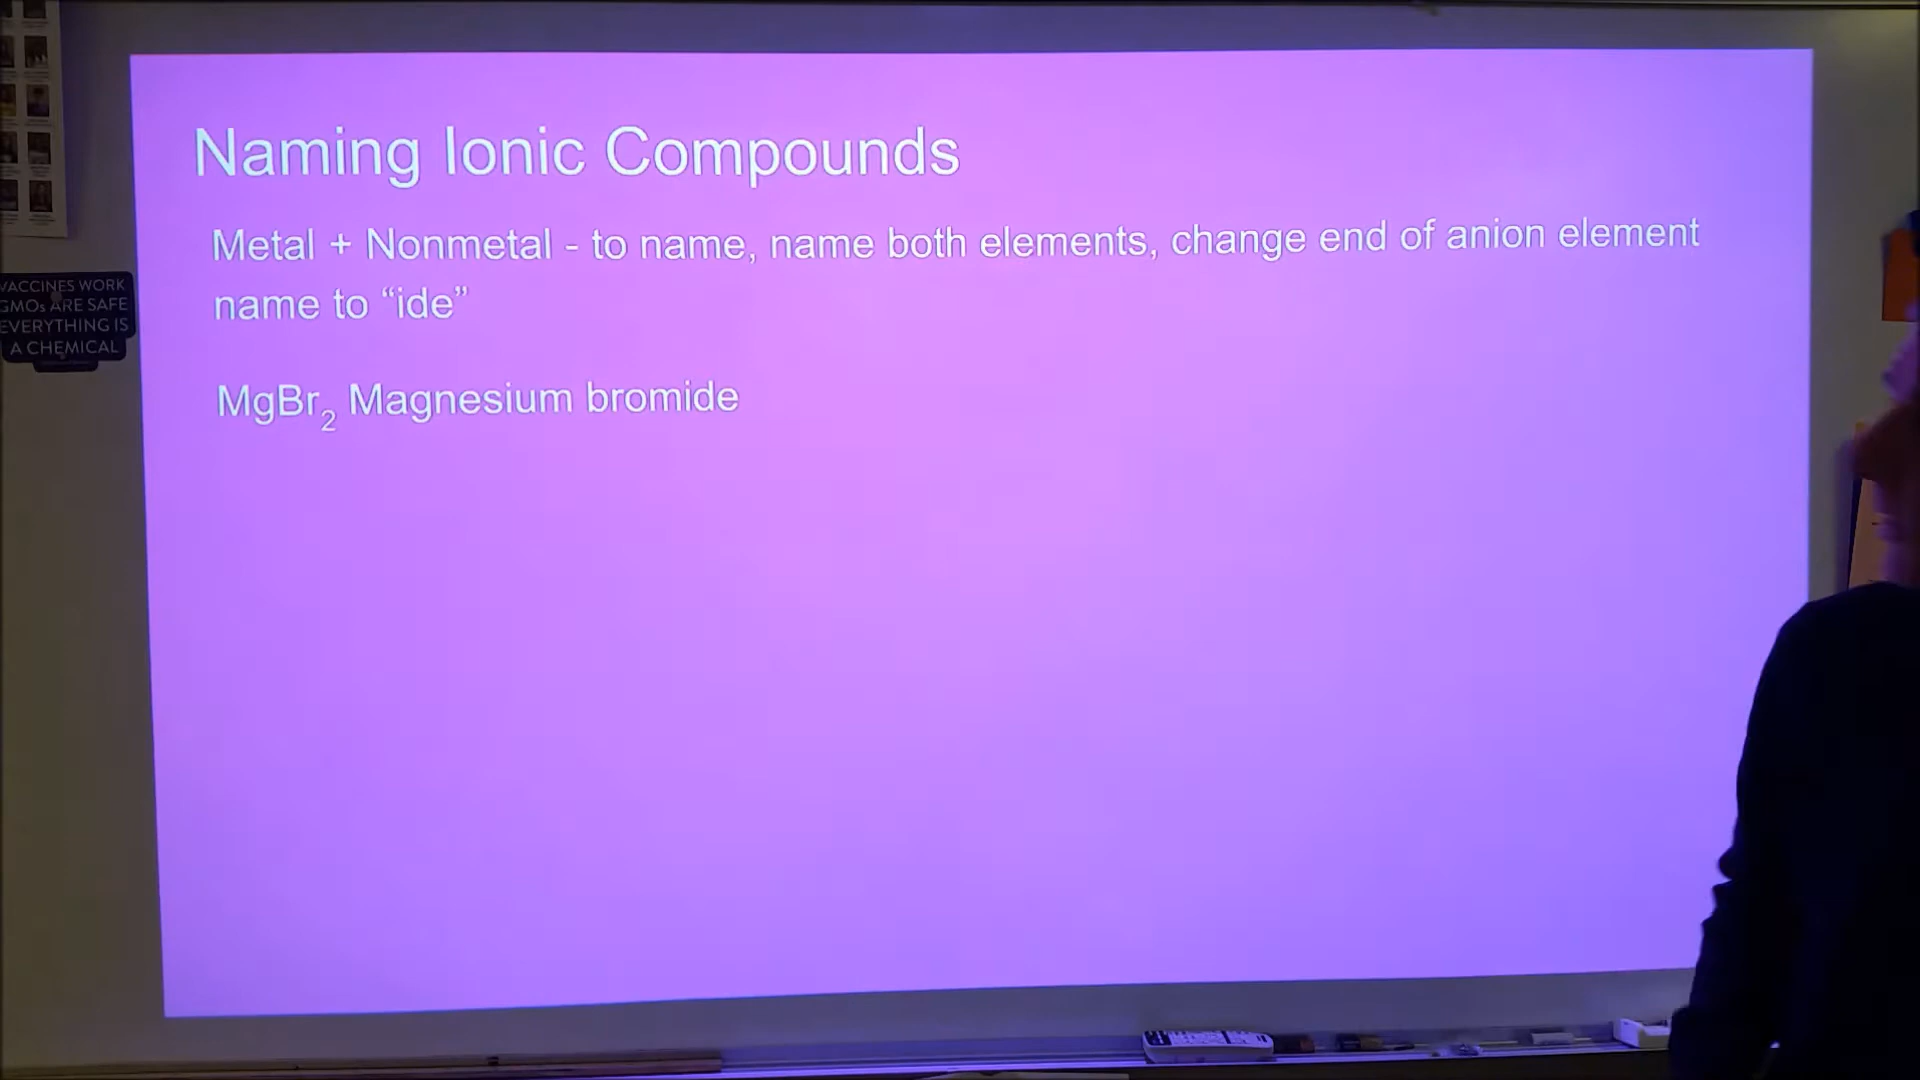 Naming Ionic Compounds
Metal + Nonmetal - to name, name both elements, change end of anion element
name to “ide”
MgBr₂ Magnesium bromide
VACCINES WORK
GMOs ARE SAFE
EVERYTHING IS
A CHEMICAL